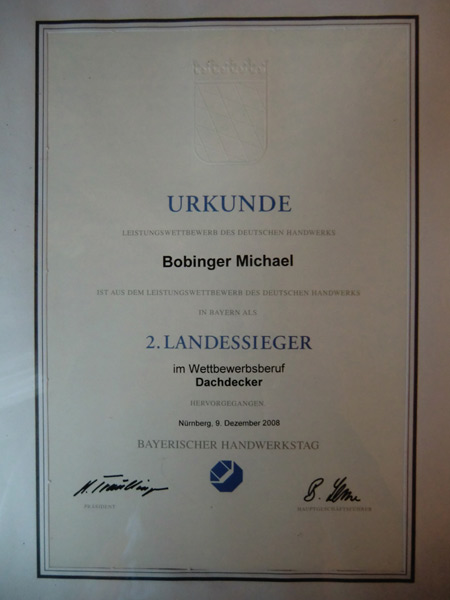 URKUNDE
LEISTUNGSWETTBEWERB DES DEUTSCHEN HANDWERKS
Bobinger Michael
IST AUS DEM LEISTUNGSWETTBEWERB DES DEUTSCHEN HANDWERKS
IN BAYERN ALS
2. LANDESSIEGER
im Wettbewerbsberuf
Dachdecker
HERVORGEGANGEN.
Nürnberg, 9. Dezember 2008
BAYERISCHER HANDWERKSTAG
PRÄSIDENT
HAUPTGESCHÄFTSFÜHRER